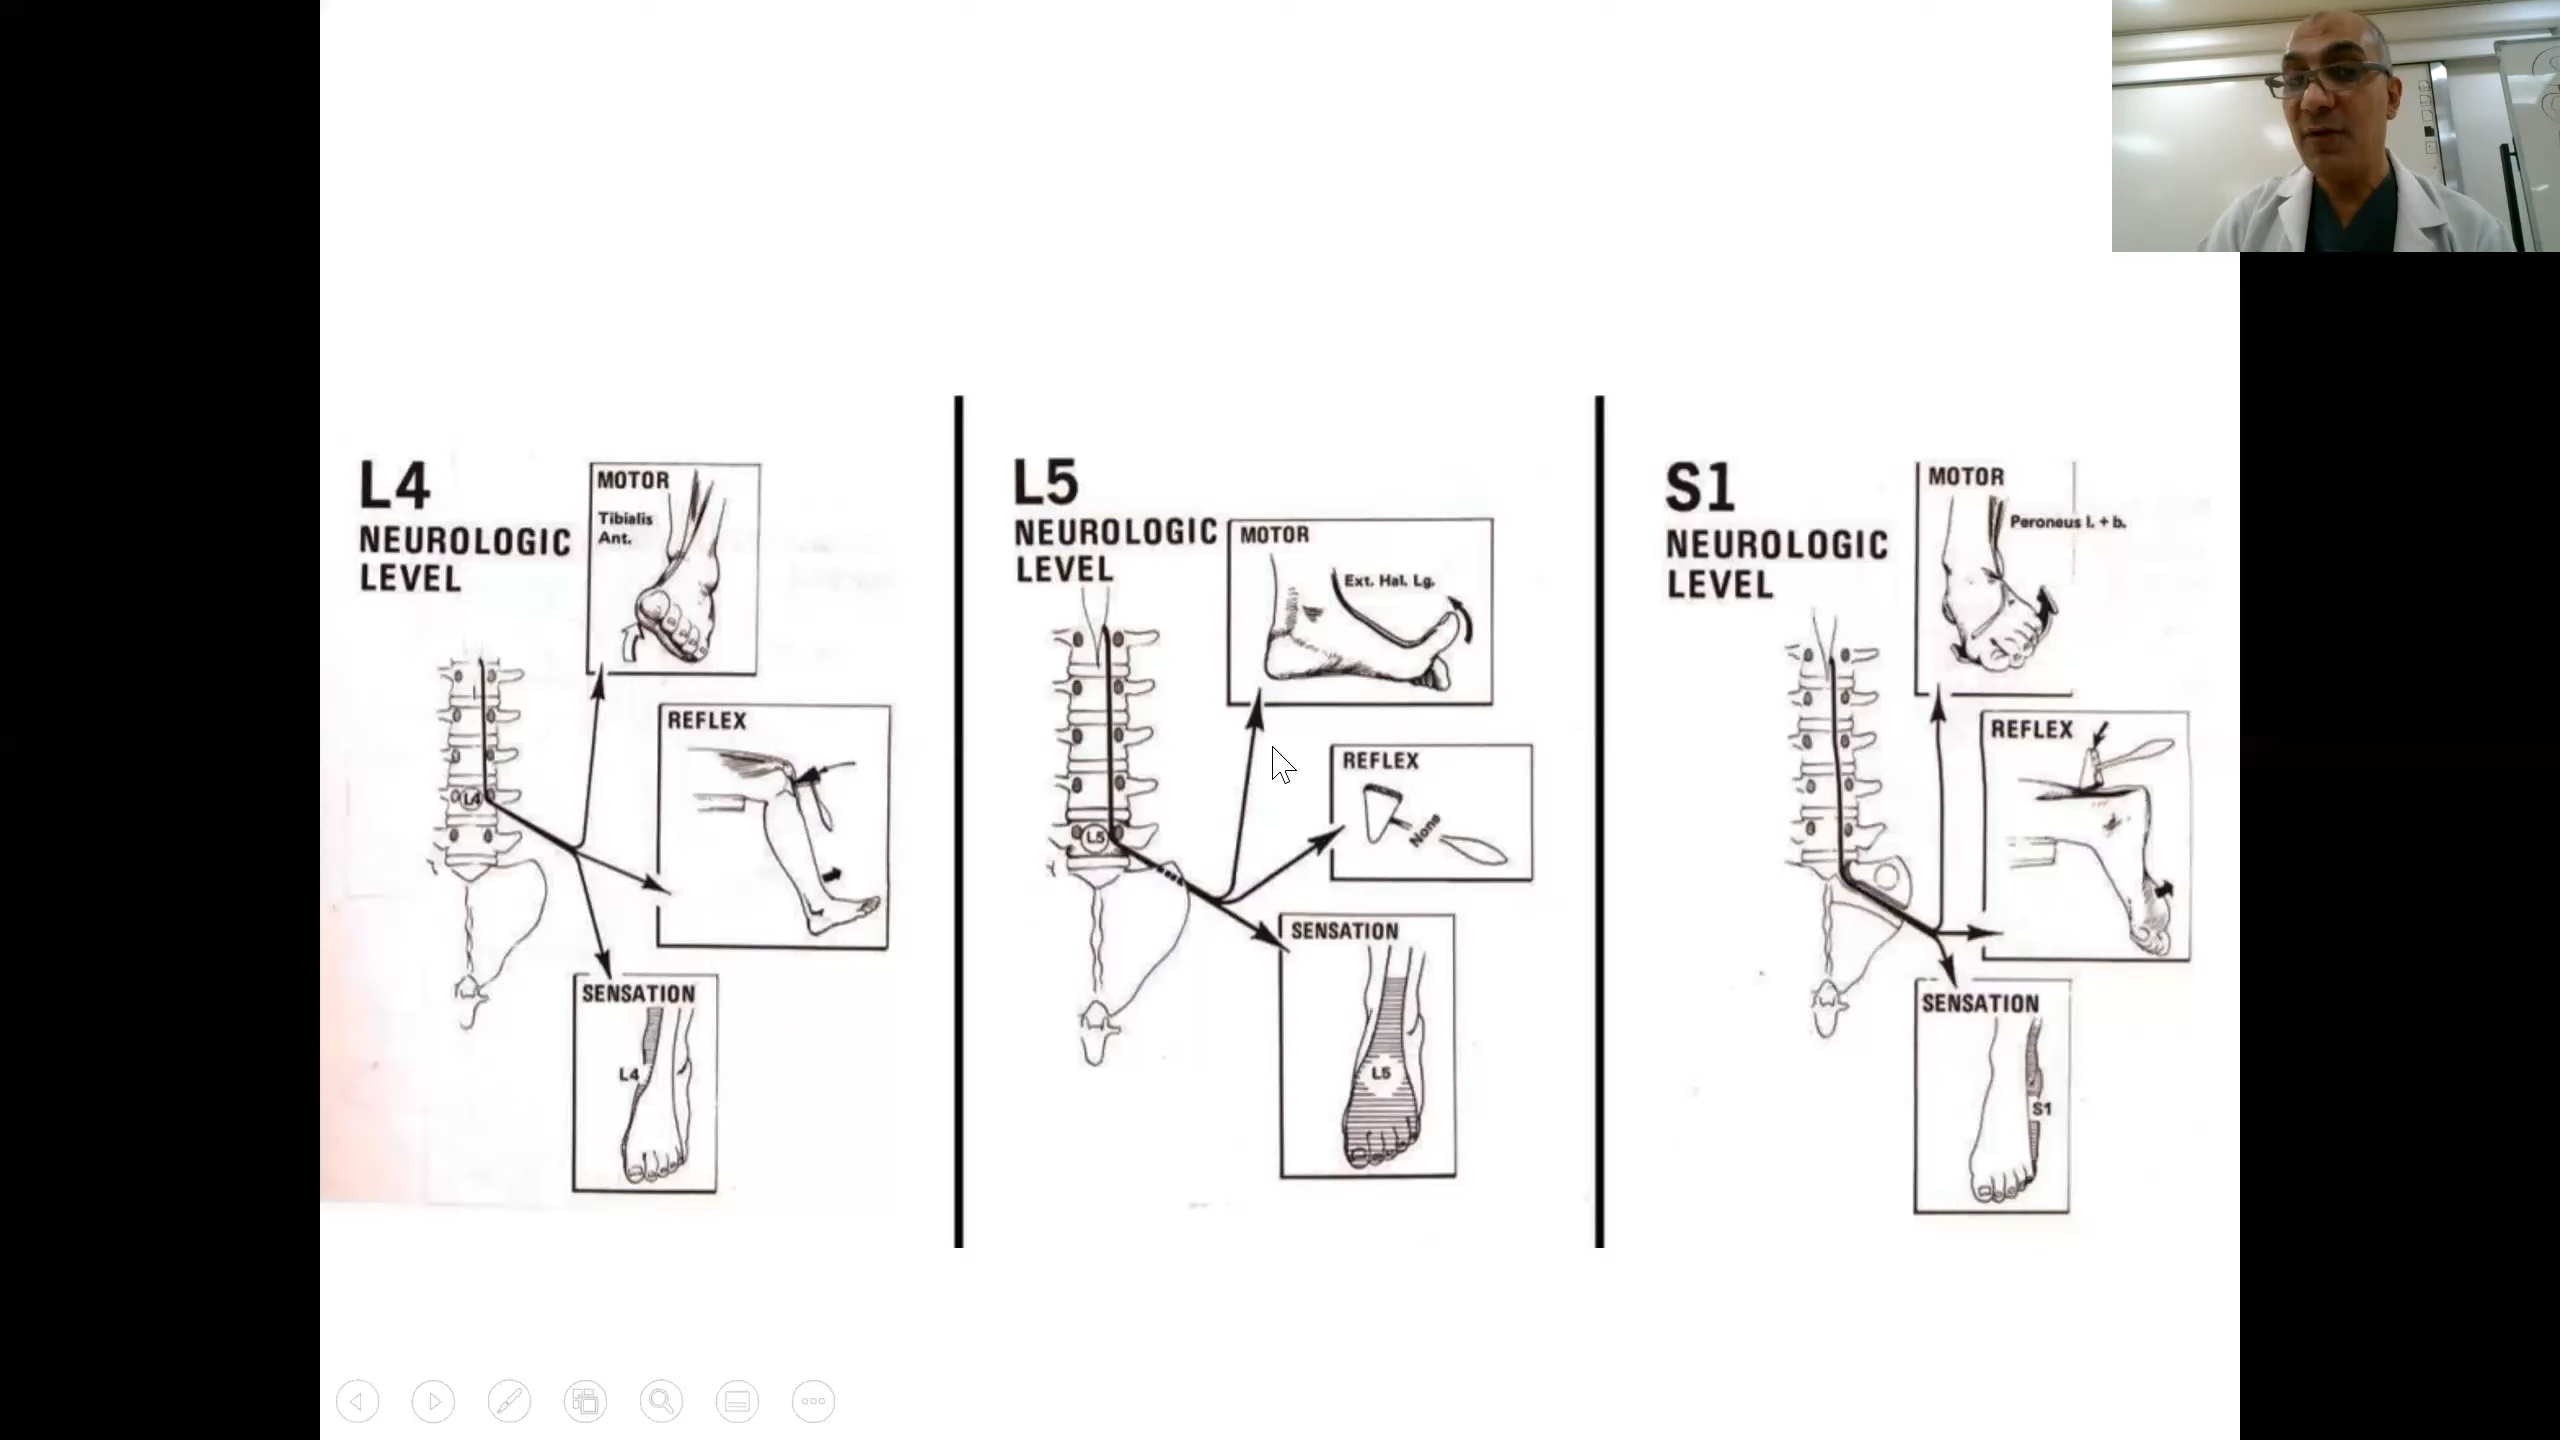 L4
NEUROLOGIC
LEVEL
MOTOR
Tibialis
Ant.
REFLEX
SENSATION
L4
L4
L5
NEUROLOGIC
LEVEL
MOTOR
Ext. Hal. Lg.
REFLEX
None
SENSATION
L5
L5
S1
NEUROLOGIC
LEVEL
MOTOR
Peroneus l. + b.
REFLEX
SENSATION
S1